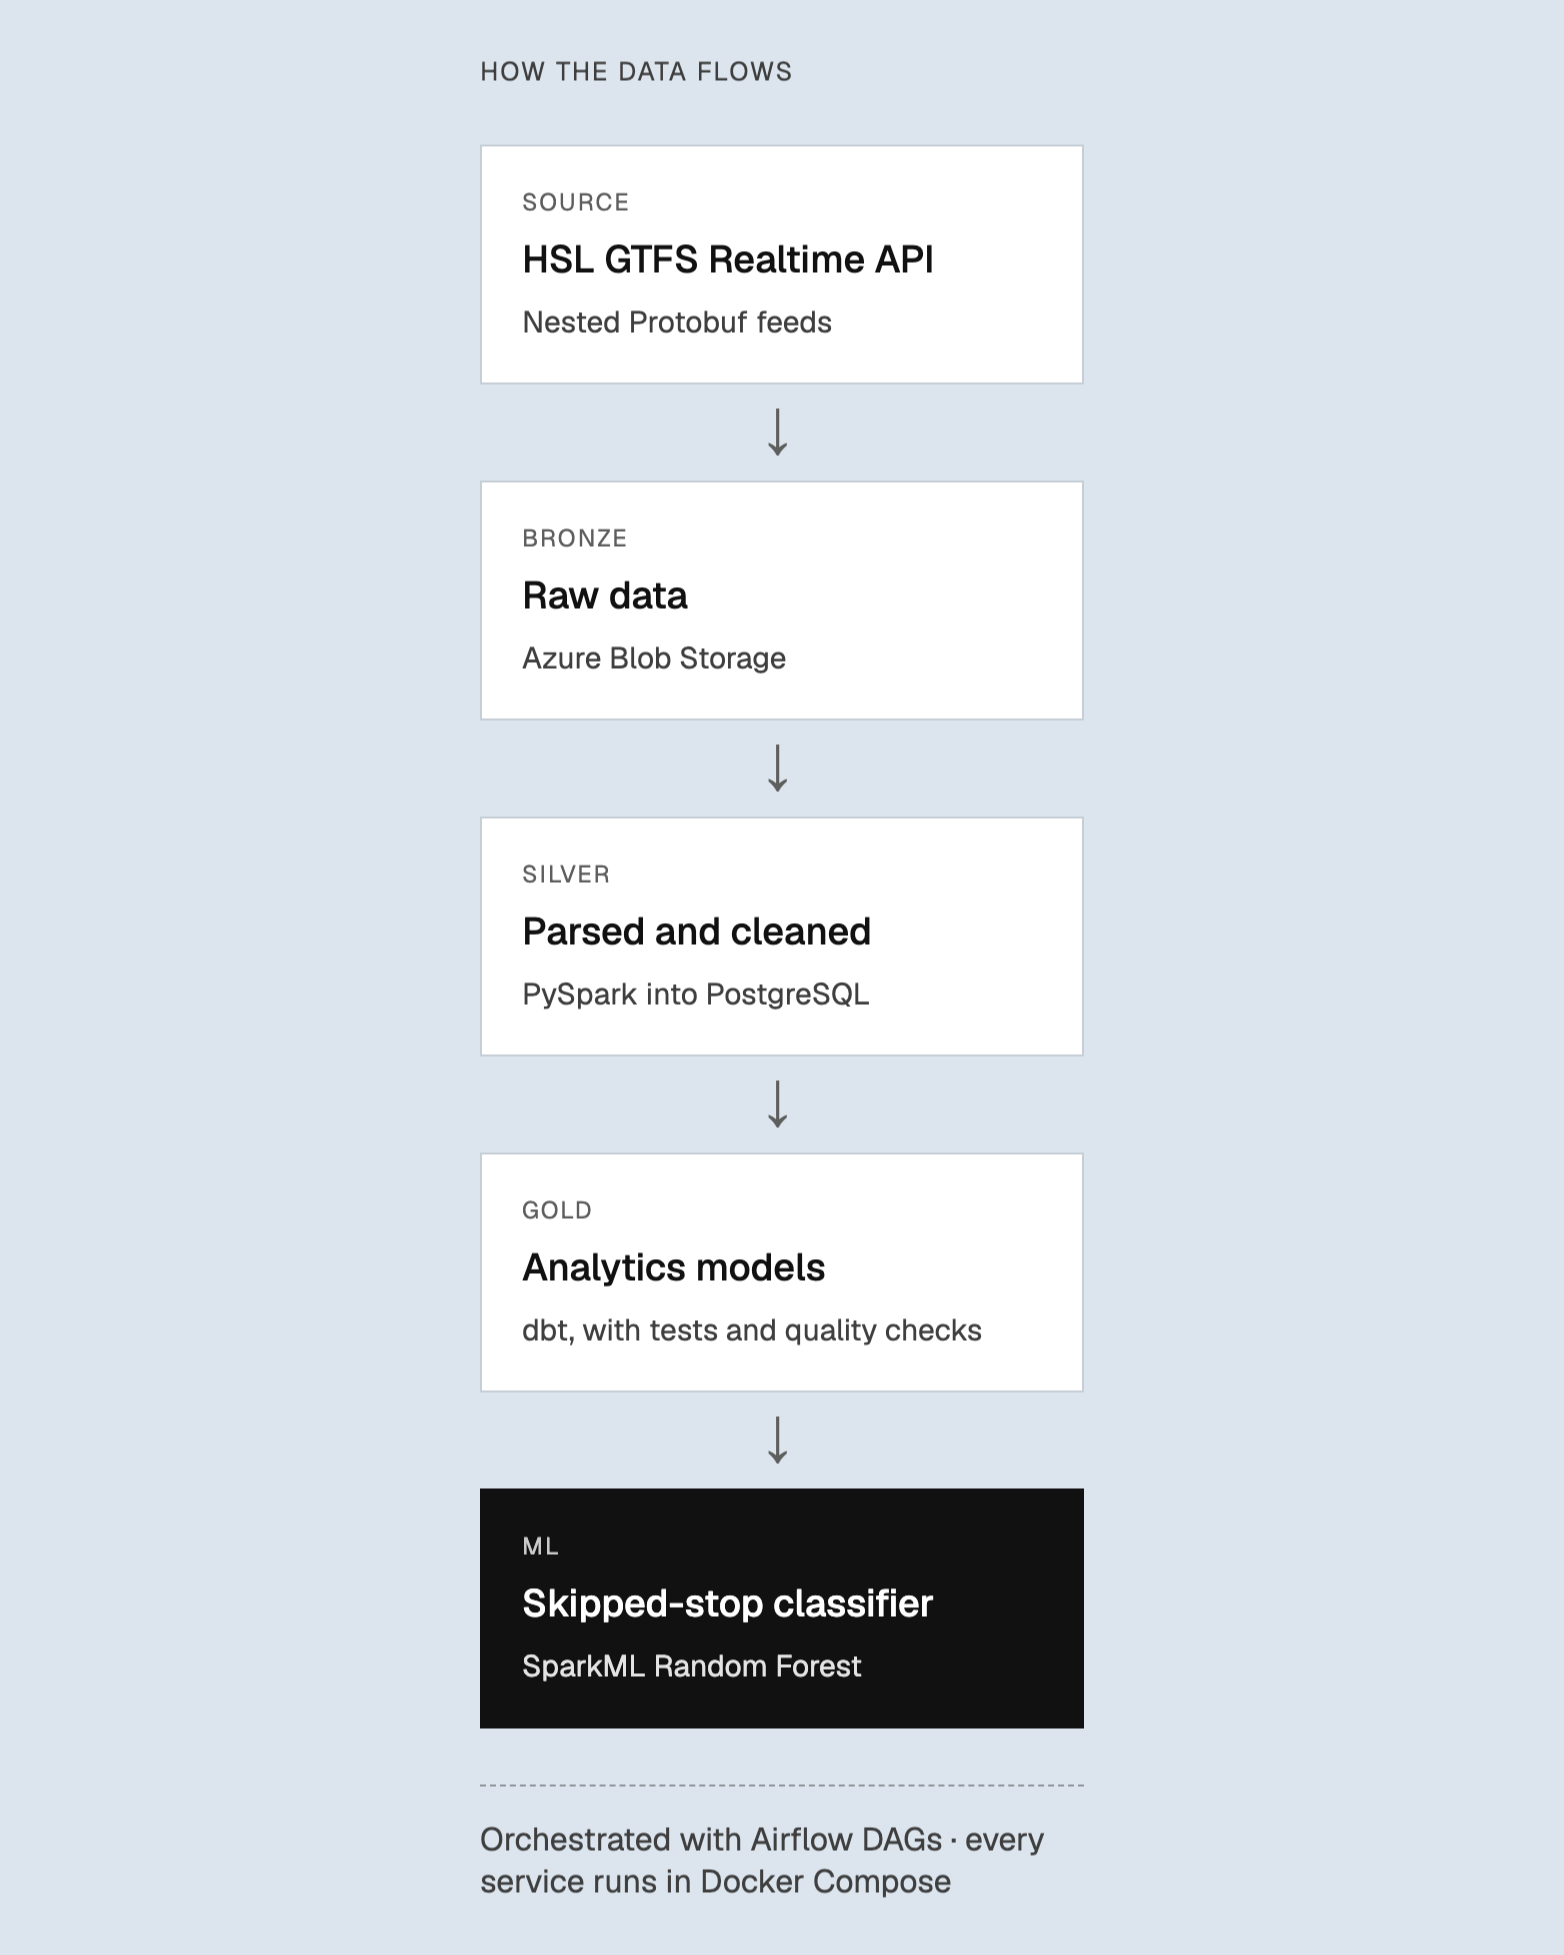 HOW THE DATA FLOWS
SOURCE
HSL GTFS Realtime API
Nested Protobuf feeds
BRONZE
Raw data
Azure Blob Storage
SILVER
Parsed and cleaned
PySpark into PostgreSQL
GOLD
Analytics models
dbt, with tests and quality checks
ML
Skipped-stop classifier
SparkML Random Forest
Orchestrated with Airflow DAGs · every
service runs in Docker Compose